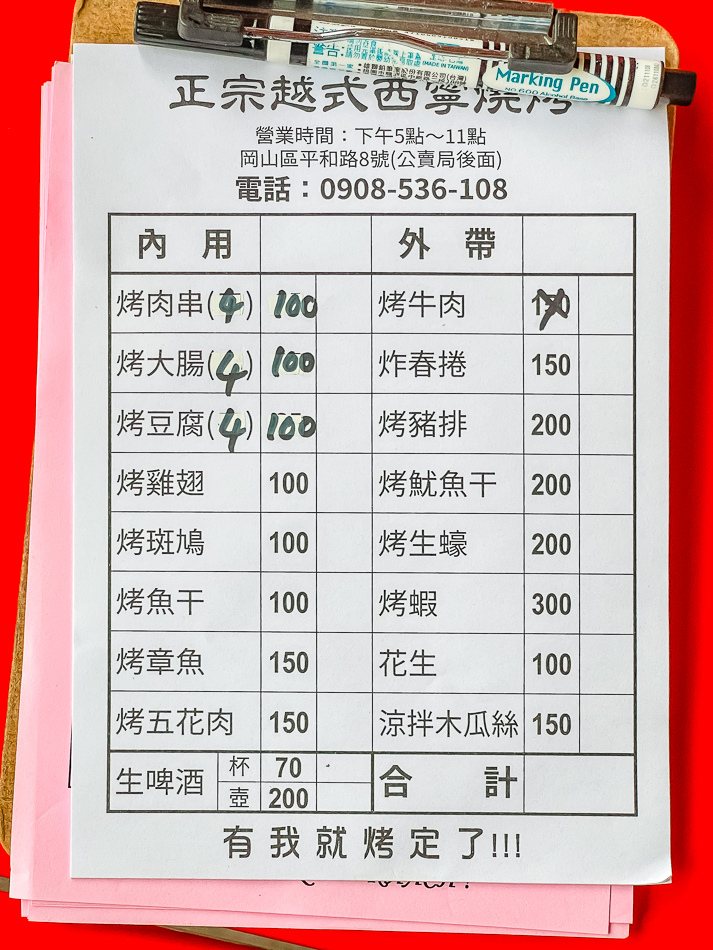 Marking Pen
(MADE IN TAIWAN)
正宗越式西寧燒烤
營業時間：下午5點～11點
岡山區平和路8號(公賣局後面)
電話：0908-536-108
內 用 外 帶
烤肉串(4) 100 烤牛肉
烤大腸(4) 100 炸春捲 150
烤豆腐(4) 100 烤豬排 200
烤雞翅 100 烤魷魚干 200
烤斑鳩 100 烤生蠔 200
烤魚干 100 烤蝦 300
烤章魚 150 花生 100
烤五花肉 150 涼拌木瓜絲 150
生啤酒 杯 70 合 計
壺 200
有我就烤定了!!!